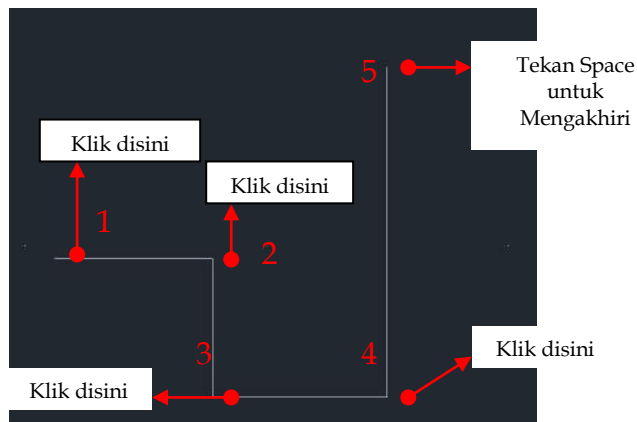 5
Tekan Space
untuk
Mengakhiri
Klik disini
Klik disini
1
2
3
4
Klik disini
Klik disini